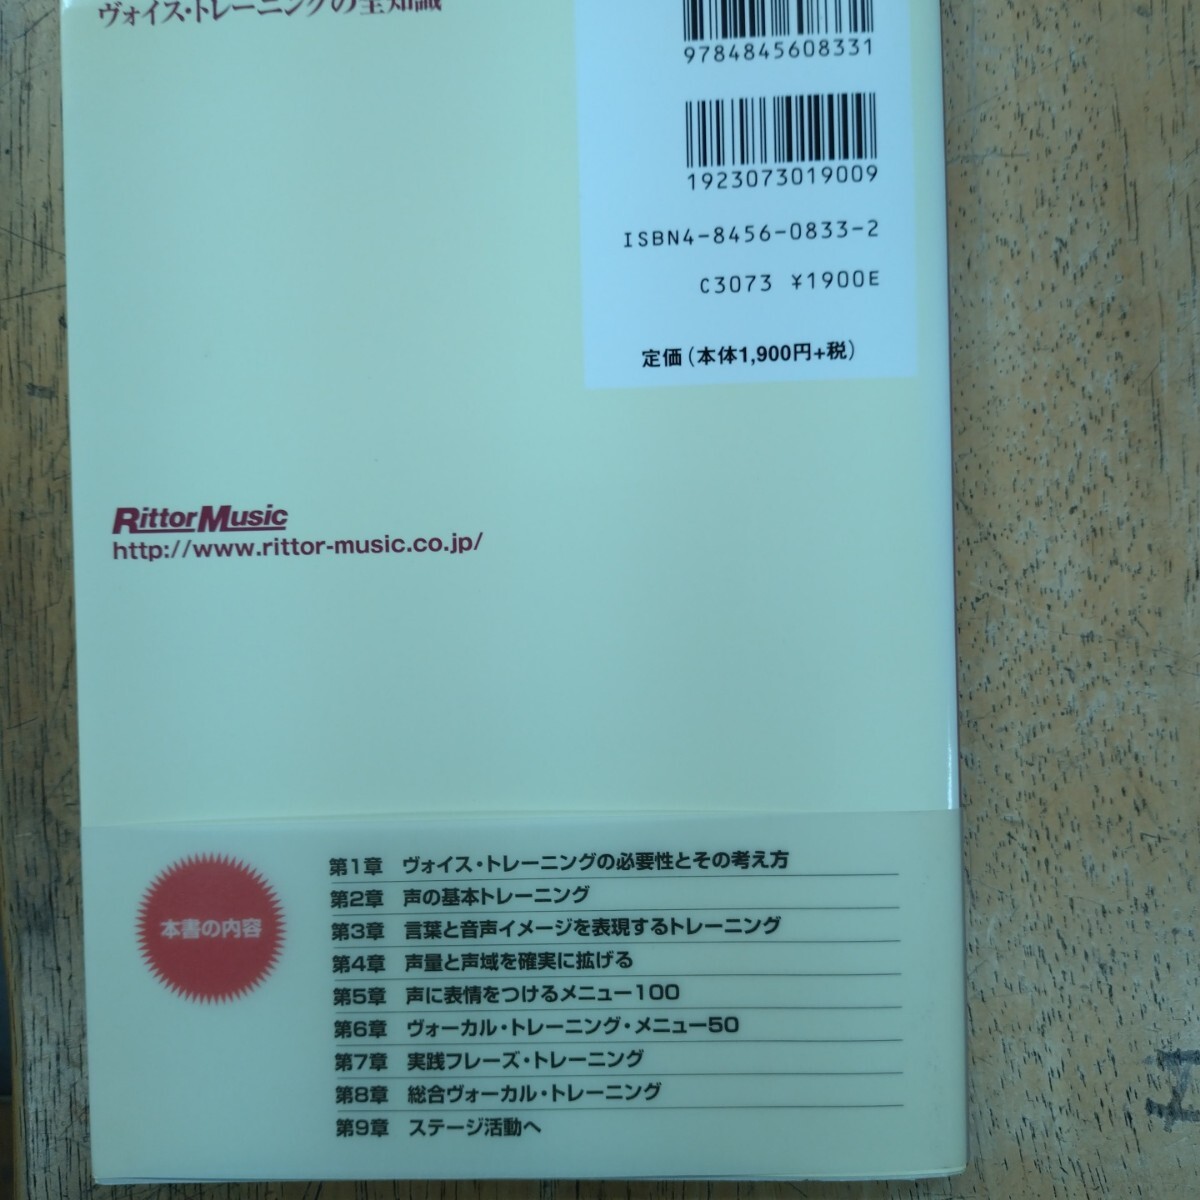 ヴォイス・トレーニングの全知識
9784845608331
1923073019009
ISBN4-8456-0833-2
C3073 ¥1900E
定価(本体1,900円+税)
RittorMusic
http://www.rittor-music.co.jp/
本書の内容
第1章 ヴォイス・トレーニングの必要性とその考え方
第2章 声の基本トレーニング
第3章 言葉と音声イメージを表現するトレーニング
第4章 声量と声域を確実に拡げる
第5章 声に表情をつけるメニュー100
第6章 ヴォーカル・トレーニング・メニュー50
第7章 実践フレーズ・トレーニング
第8章 総合ヴォーカル・トレーニング
第9章 ステージ活動へ